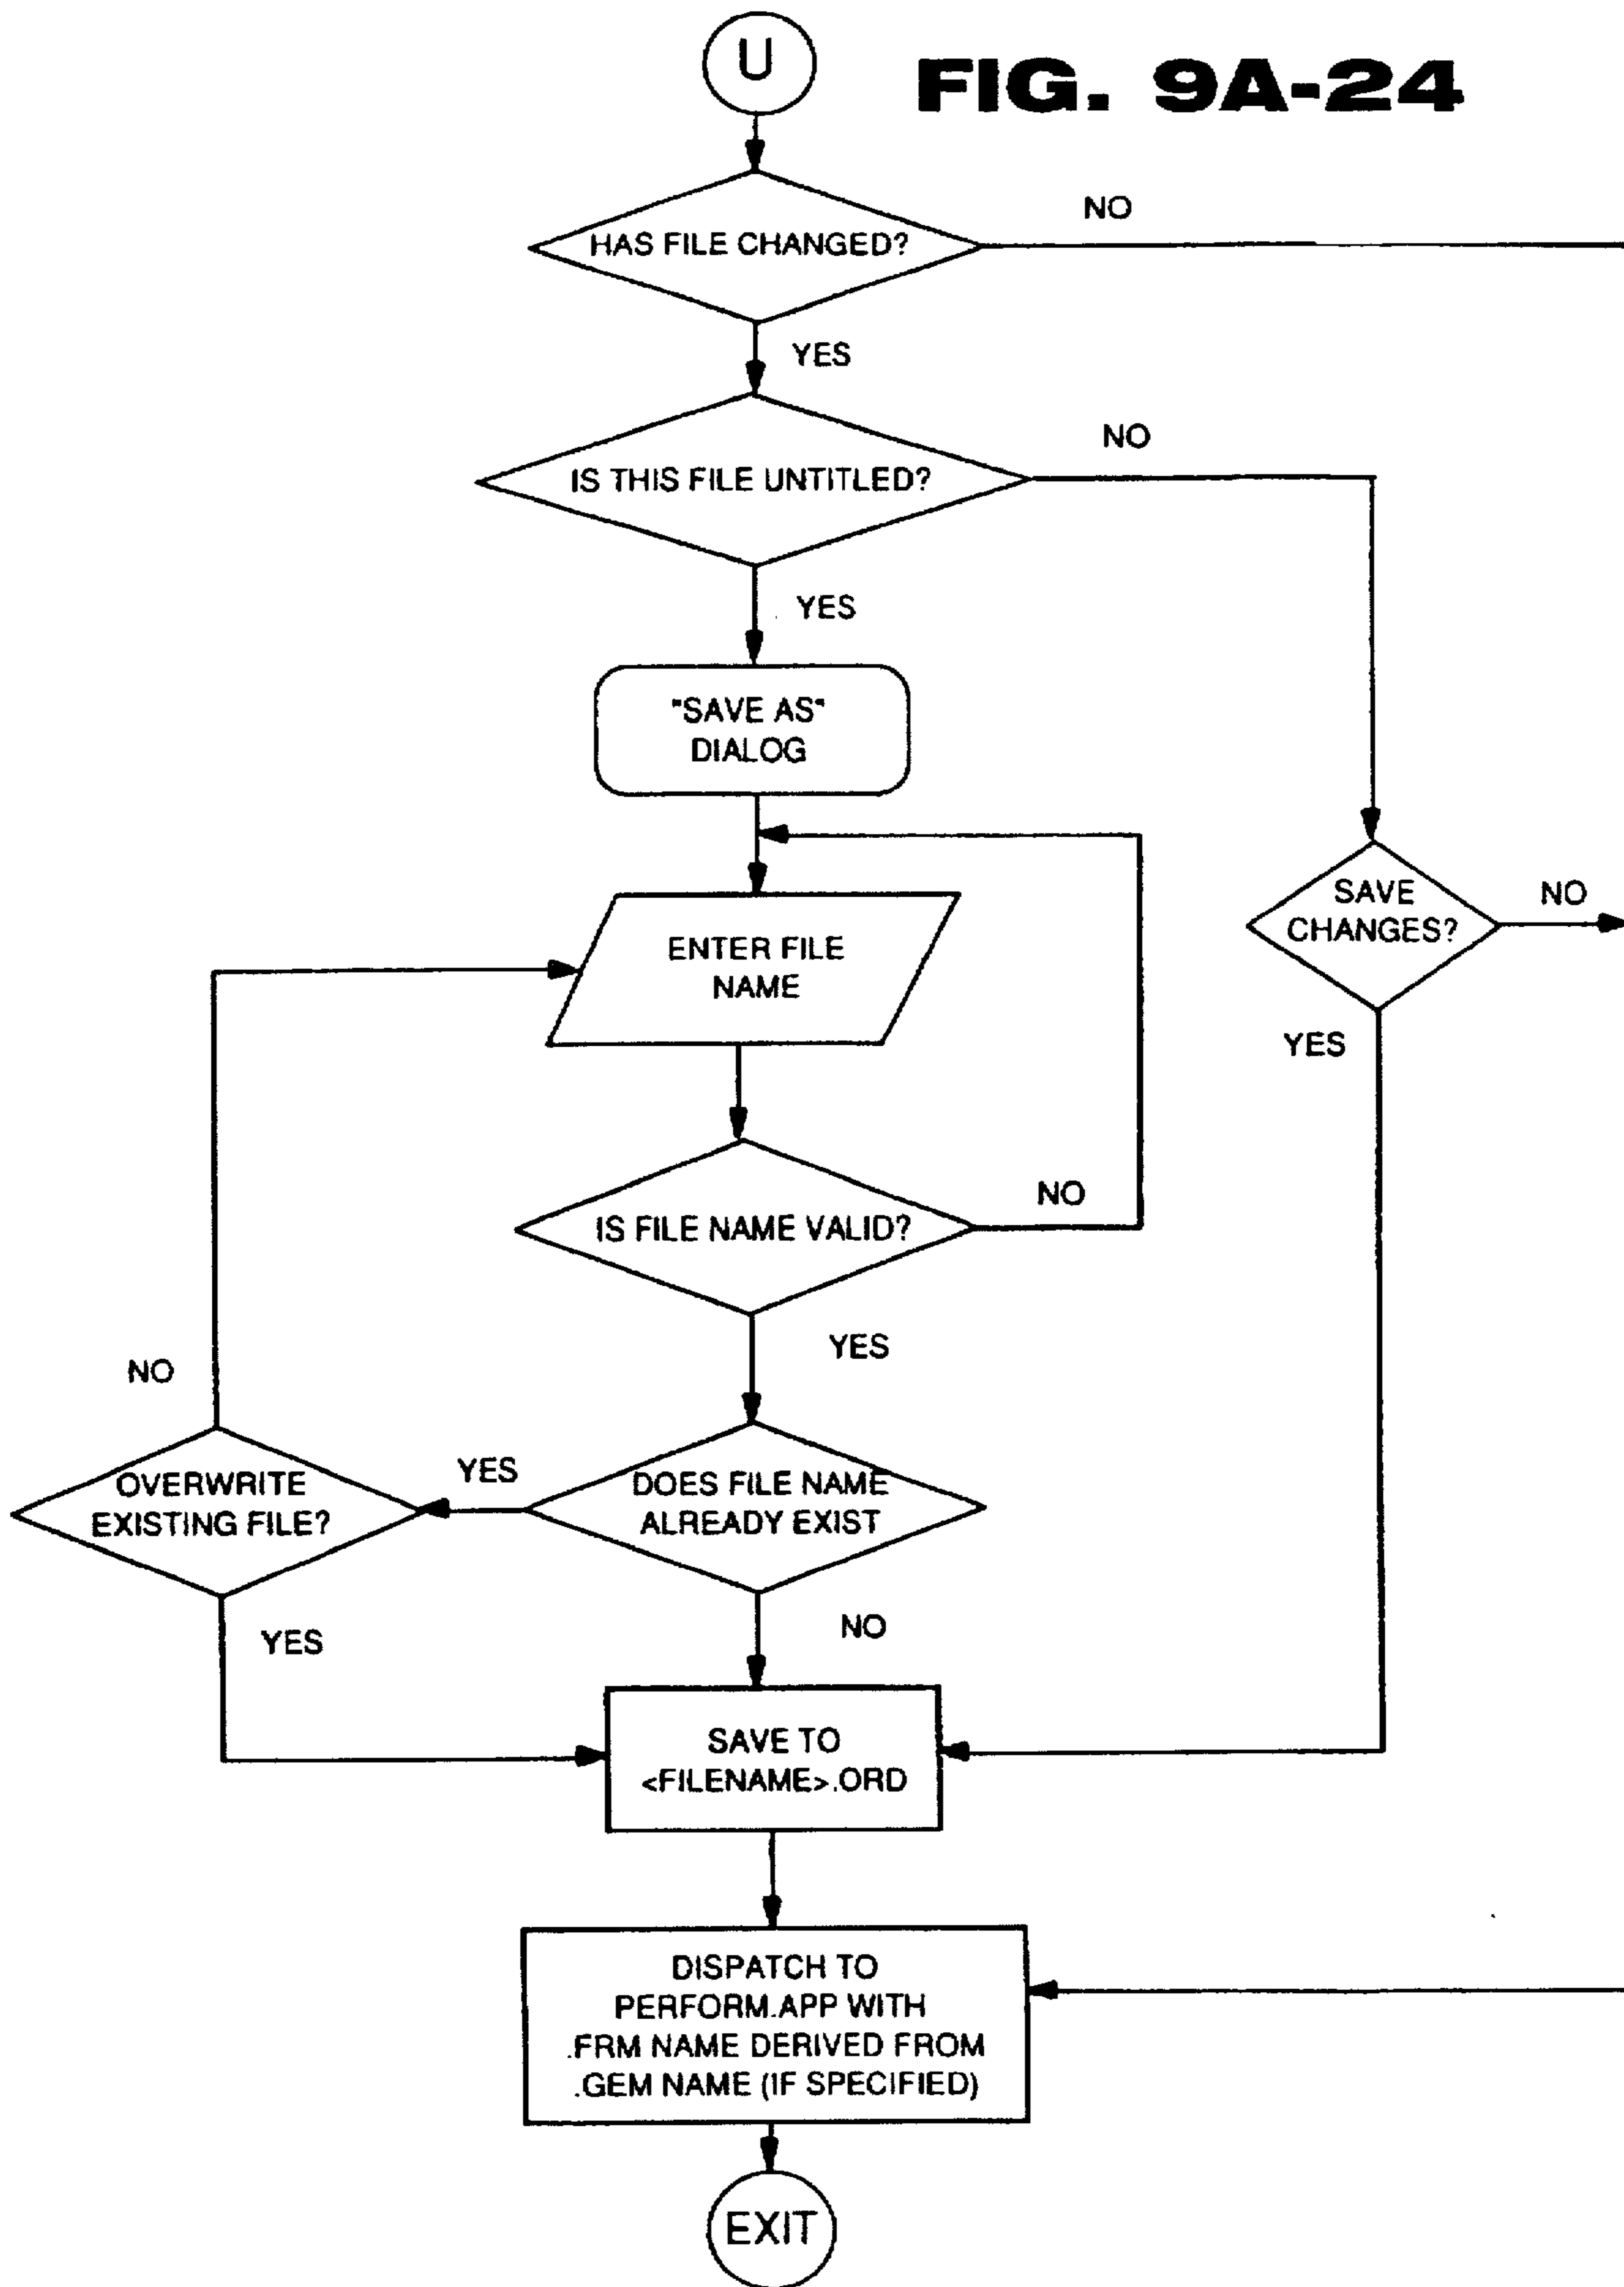 U
FIG. 9A-24
HAS FILE CHANGED?
NO
YES
IS THIS FILE UNTITLED?
NO
YES
"SAVE AS"
DIALOG
ENTER FILE
NAME
SAVE
CHANGES?
NO
YES
IS FILE NAME VALID?
NO
YES
NO
OVERWRITE
EXISTING FILE?
YES
DOES FILE NAME
ALREADY EXIST
YES
NO
SAVE TO
<FILENAME>.ORD
DISPATCH TO
PERFORM.APP WITH
.FRM NAME DERIVED FROM
.GEM NAME (IF SPECIFIED)
EXIT